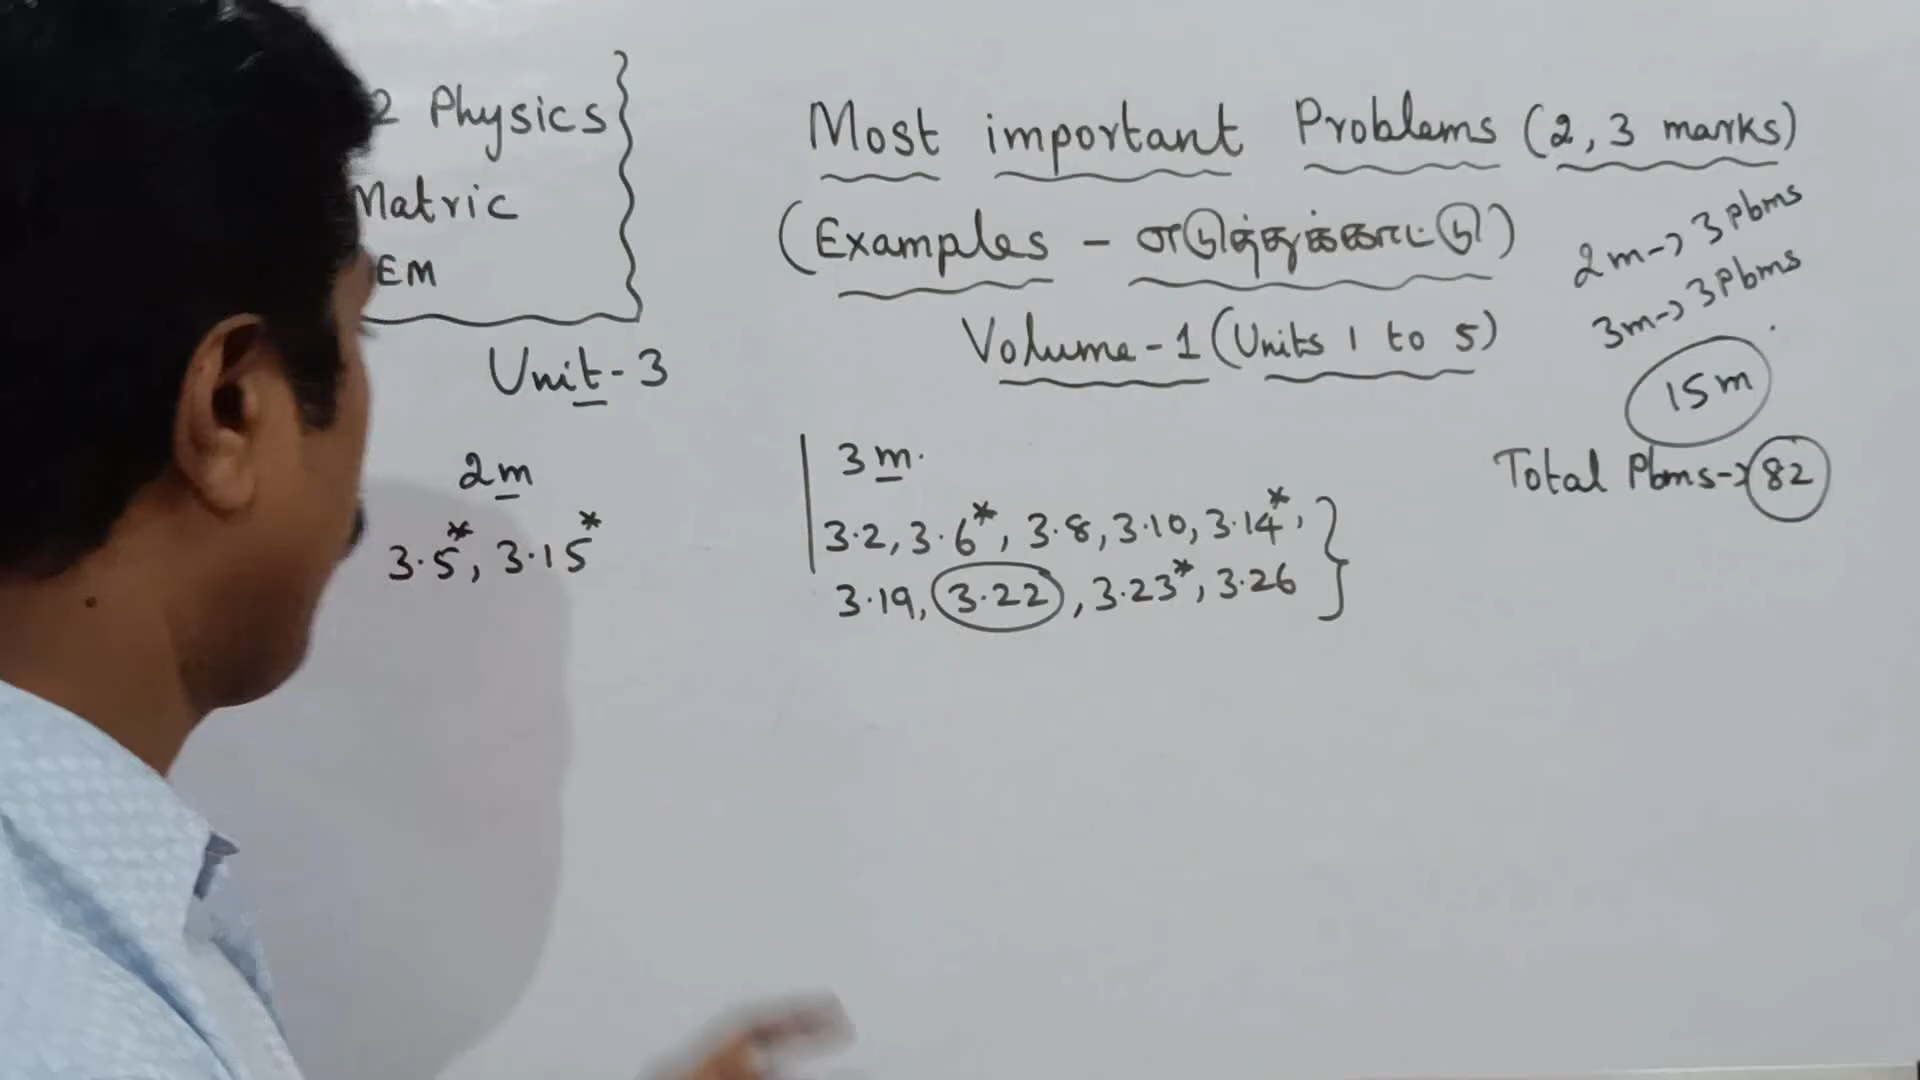 2 Physics
Matric
EM
Most important Problems (2, 3 marks)
(Examples - எடுத்துக்காட்டு)
Volume-1 (Units 1 to 5)
2m→3 Pbms
3m→3 Pbms
15m
Total Pbms→82
Unit-3
2m
3.5*, 3.15*
3m.
3.2, 3.6*, 3.8, 3.10, 3.14*,
3.19, 3.22, 3.23*, 3.26